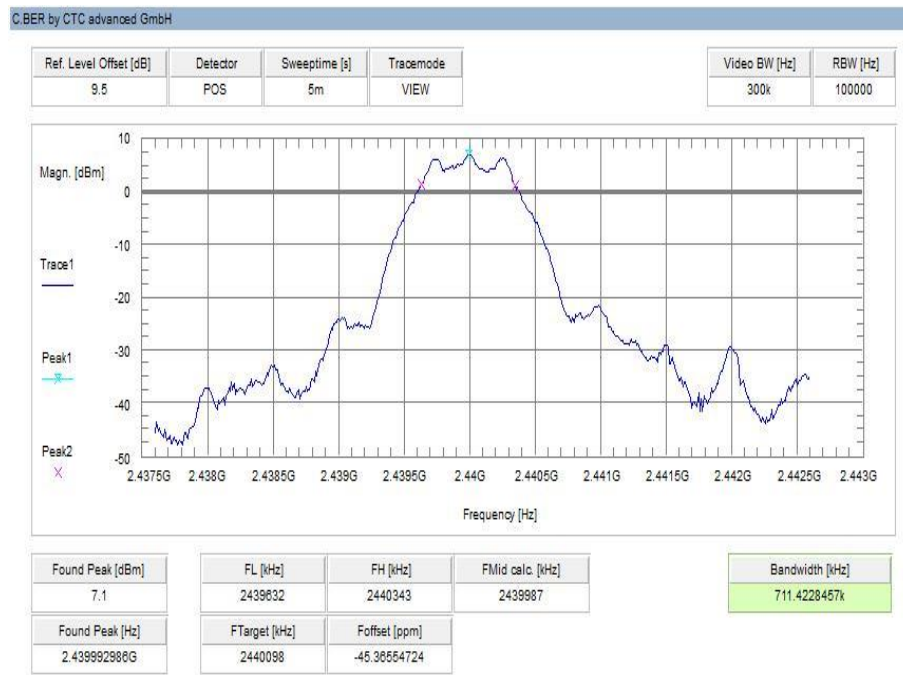 C.BER by CTC advanced GmbH
Ref. Level Offset [dB] Detector Sweeptime [s] Tracemode Video BW [Hz] RBW [Hz]
9.5 POS 5m VIEW 300k 100000
10
Magn. [dBm]
0
-10
Trace1
-20
-30
Peak1
-40
Peak2
-50
2.4375G 2.438G 2.4385G 2.439G 2.4395G 2.44G 2.4405G 2.441G 2.4415G 2.442G 2.4425G 2.443G
Frequency [Hz]
Found Peak [dBm] FL [kHz] FH [kHz] FMid calc. [kHz] Bandwidth [kHz]
7.1 2439632 2440343 2439987 711.4228457k
Found Peak [Hz] FTarget [kHz] Foffset [ppm]
2.439992986G 2440098 -45.36554724